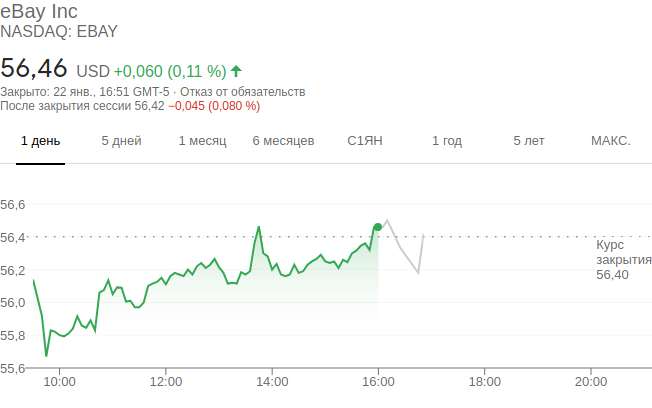 eBay Inc
NASDAQ: EBAY
56,46 USD +0,060 (0,11 %)
Закрыто: 22 янв., 16:51 GMT-5 · Отказ от обязательств
После закрытия сессии 56,42 −0,045 (0,080 %)
1 день 5 дней 1 месяц 6 месяцев С1ЯН 1 год 5 лет МАКС.
56,6
56,4
Курс
закрытия
56,40
56,2
56,0
55,8
55,6
10:00 12:00 14:00 16:00 18:00 20:00